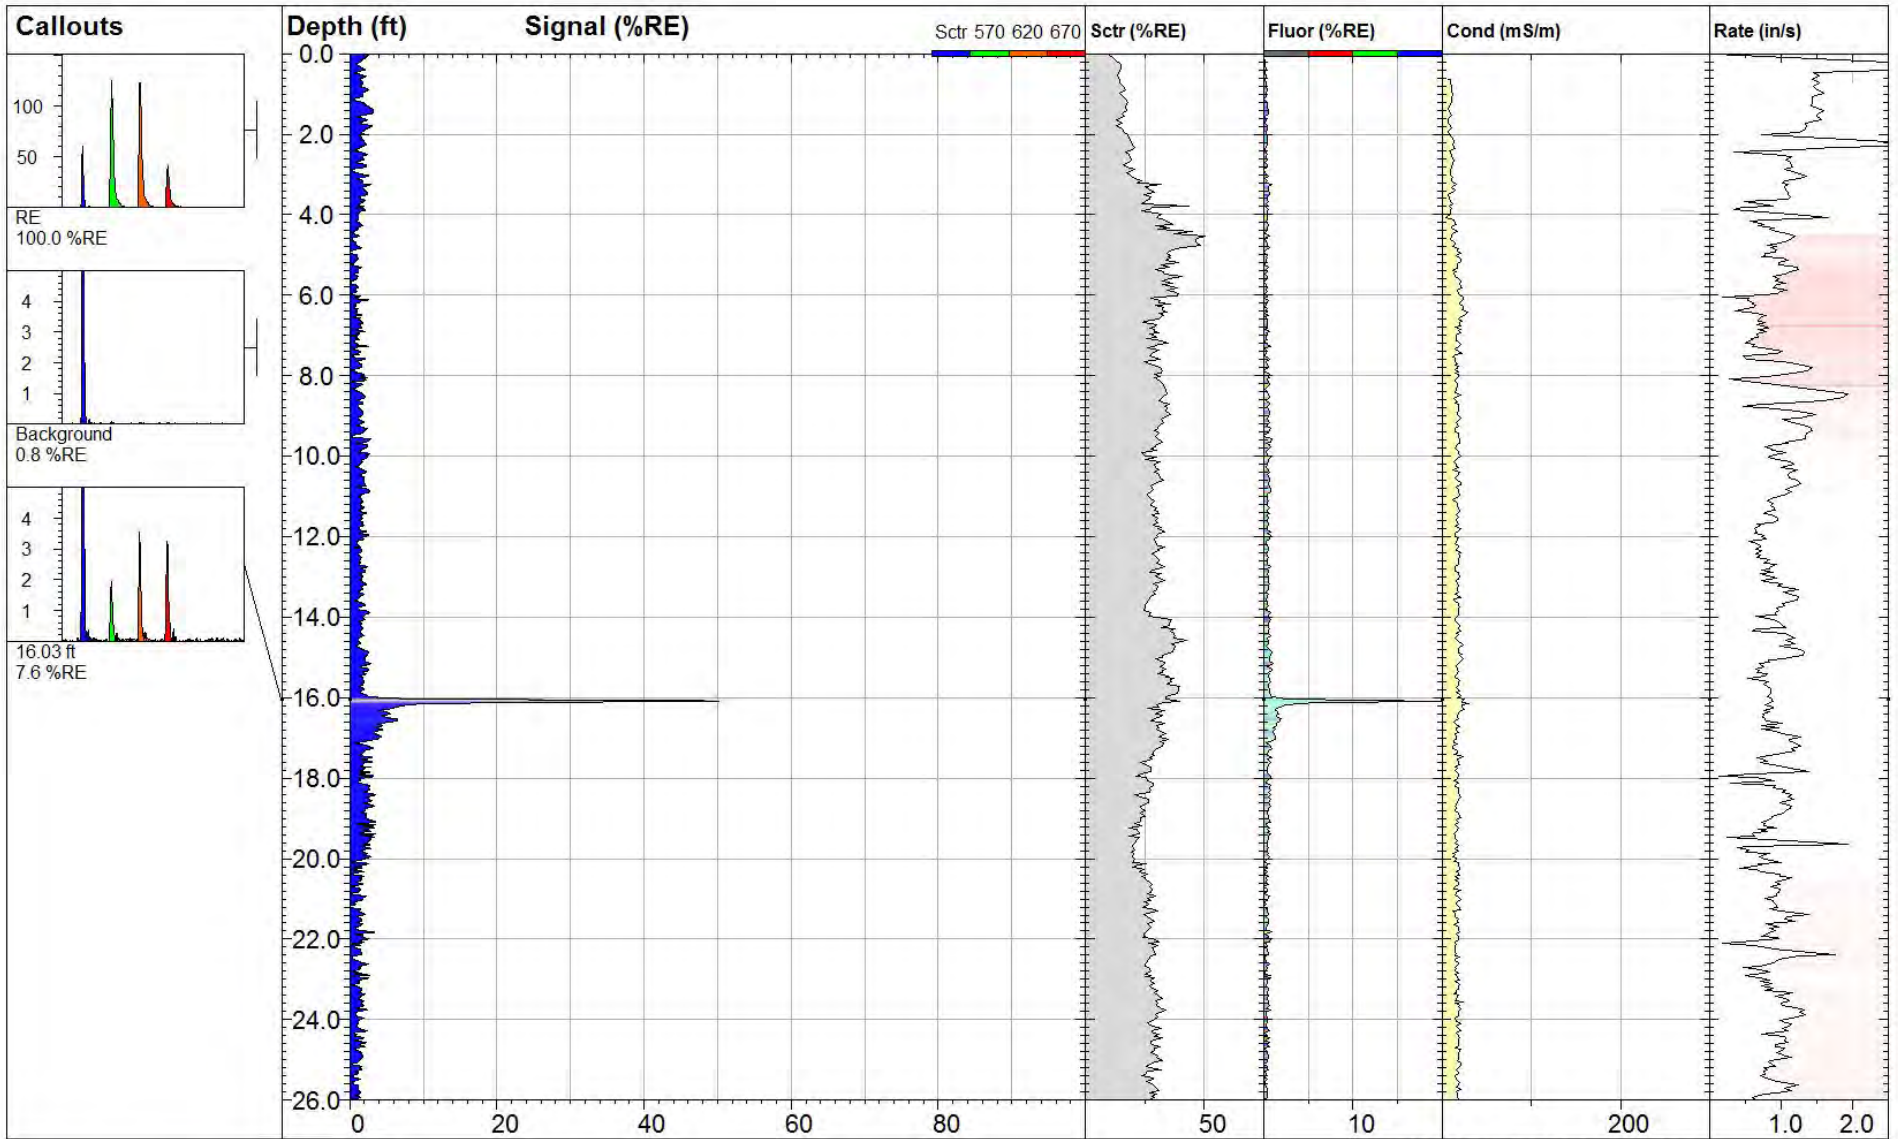 Callouts
Depth (ft)
Signal (%RE)
Sctr 570 620 670
Sctr (%RE)
Fluor (%RE)
Cond (mS/m)
Rate (in/s)
100
50
RE
100.0 %RE
4
3
2
1
Background
0.8 %RE
4
3
2
1
16.03 ft
7.6 %RE
0.0
2.0
4.0
6.0
8.0
10.0
12.0
14.0
16.0
18.0
20.0
22.0
24.0
26.0
0 20 40 60 80
50
10
200
1.0 2.0